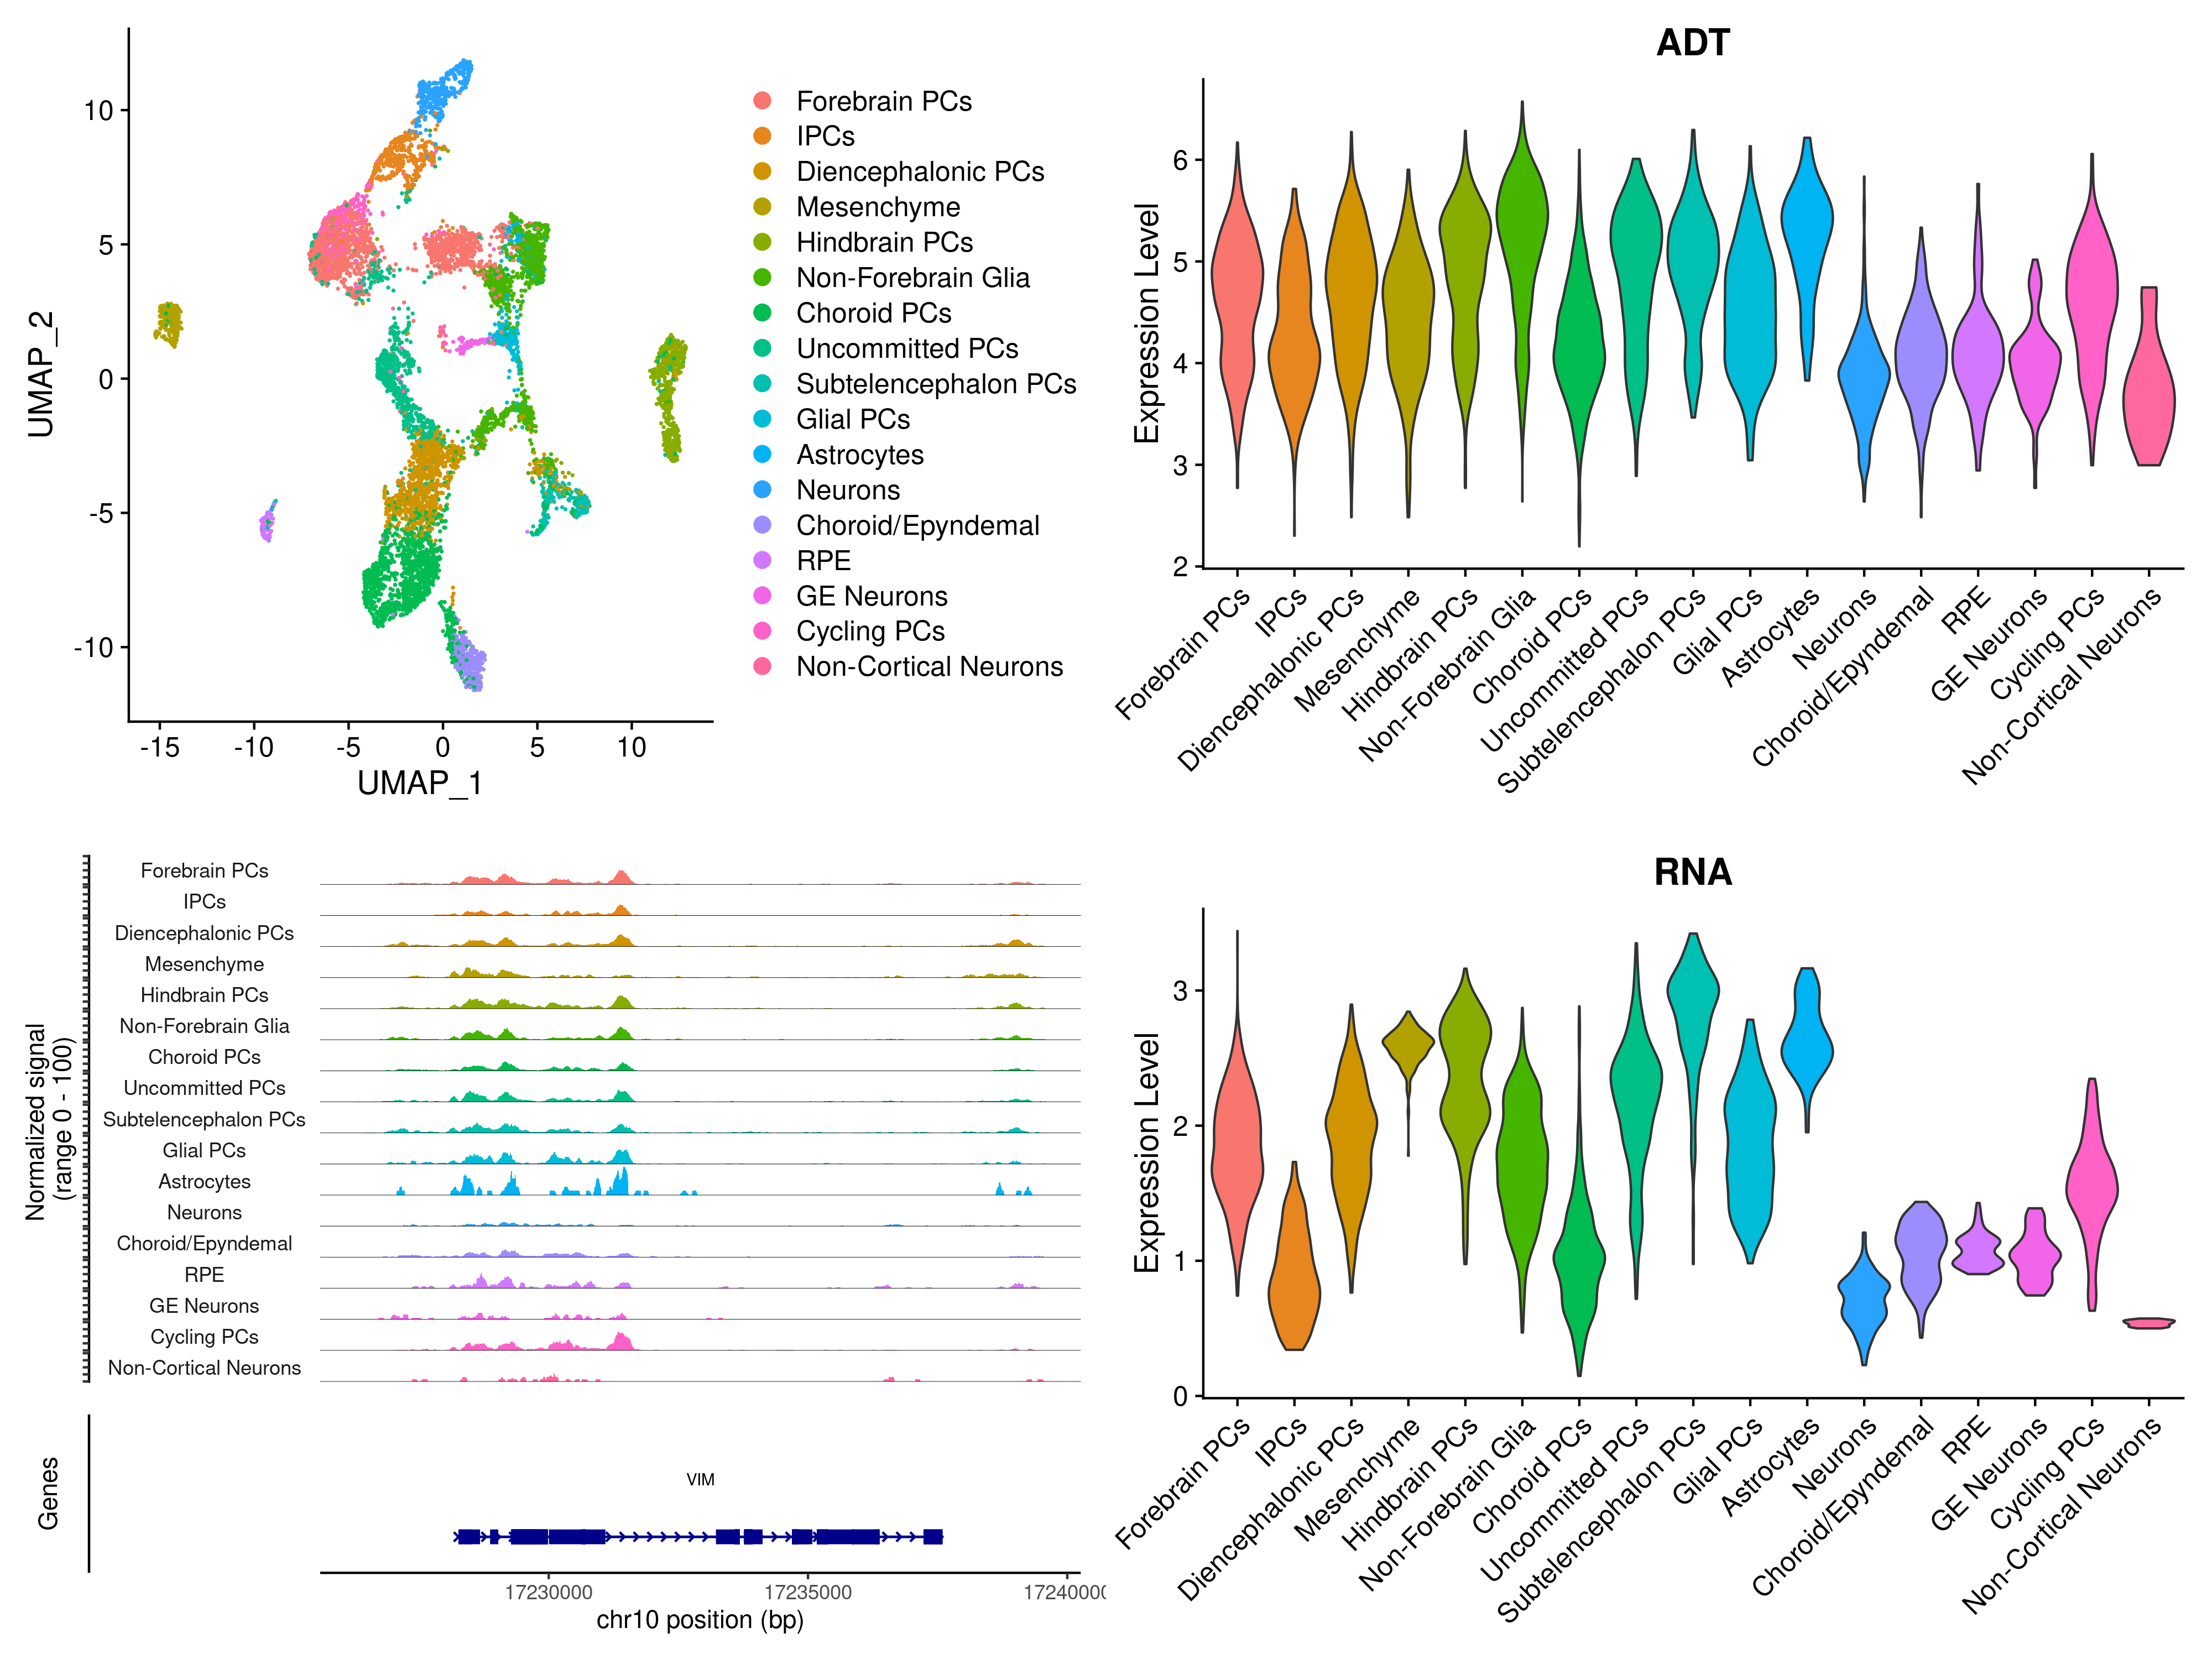 10
5
0
-5
-10
UMAP_2
-15
-10
-5
0
5
10
UMAP_1
Forebrain PCs
IPCs
Diencephalonic PCs
Mesenchyme
Hindbrain PCs
Non-Forebrain Glia
Choroid PCs
Uncommitted PCs
Subtelencephalon PCs
Glial PCs
Astrocytes
Neurons
Choroid/Epyndemal
RPE
GE Neurons
Cycling PCs
Non-Cortical Neurons
ADT
Expression Level
6
5
4
3
2
Forebrain PCs
IPCs
Diencephalonic PCs
Mesenchyme
Hindbrain PCs
Non-Forebrain Glia
Choroid PCs
Uncommitted PCs
Subtelencephalon PCs
Glial PCs
Astrocytes
Neurons
Choroid/Epyndemal
RPE
GE Neurons
Cycling PCs
Non-Cortical Neurons
Normalized signal
(range 0 - 100)
Forebrain PCs
IPCs
Diencephalonic PCs
Mesenchyme
Hindbrain PCs
Non-Forebrain Glia
Choroid PCs
Uncommitted PCs
Subtelencephalon PCs
Glial PCs
Astrocytes
Neurons
Choroid/Epyndemal
RPE
GE Neurons
Cycling PCs
Non-Cortical Neurons
Genes
VIM
17230000
17235000
1724000(
chr10 position (bp)
RNA
Expression Level
3
2
1
0
Forebrain PCs
IPCs
Diencephalonic PCs
Mesenchyme
Hindbrain PCs
Non-Forebrain Glia
Choroid PCs
Uncommitted PCs
Subtelencephalon PCs
Glial PCs
Astrocytes
Neurons
Choroid/Epyndemal
RPE
GE Neurons
Cycling PCs
Non-Cortical Neurons